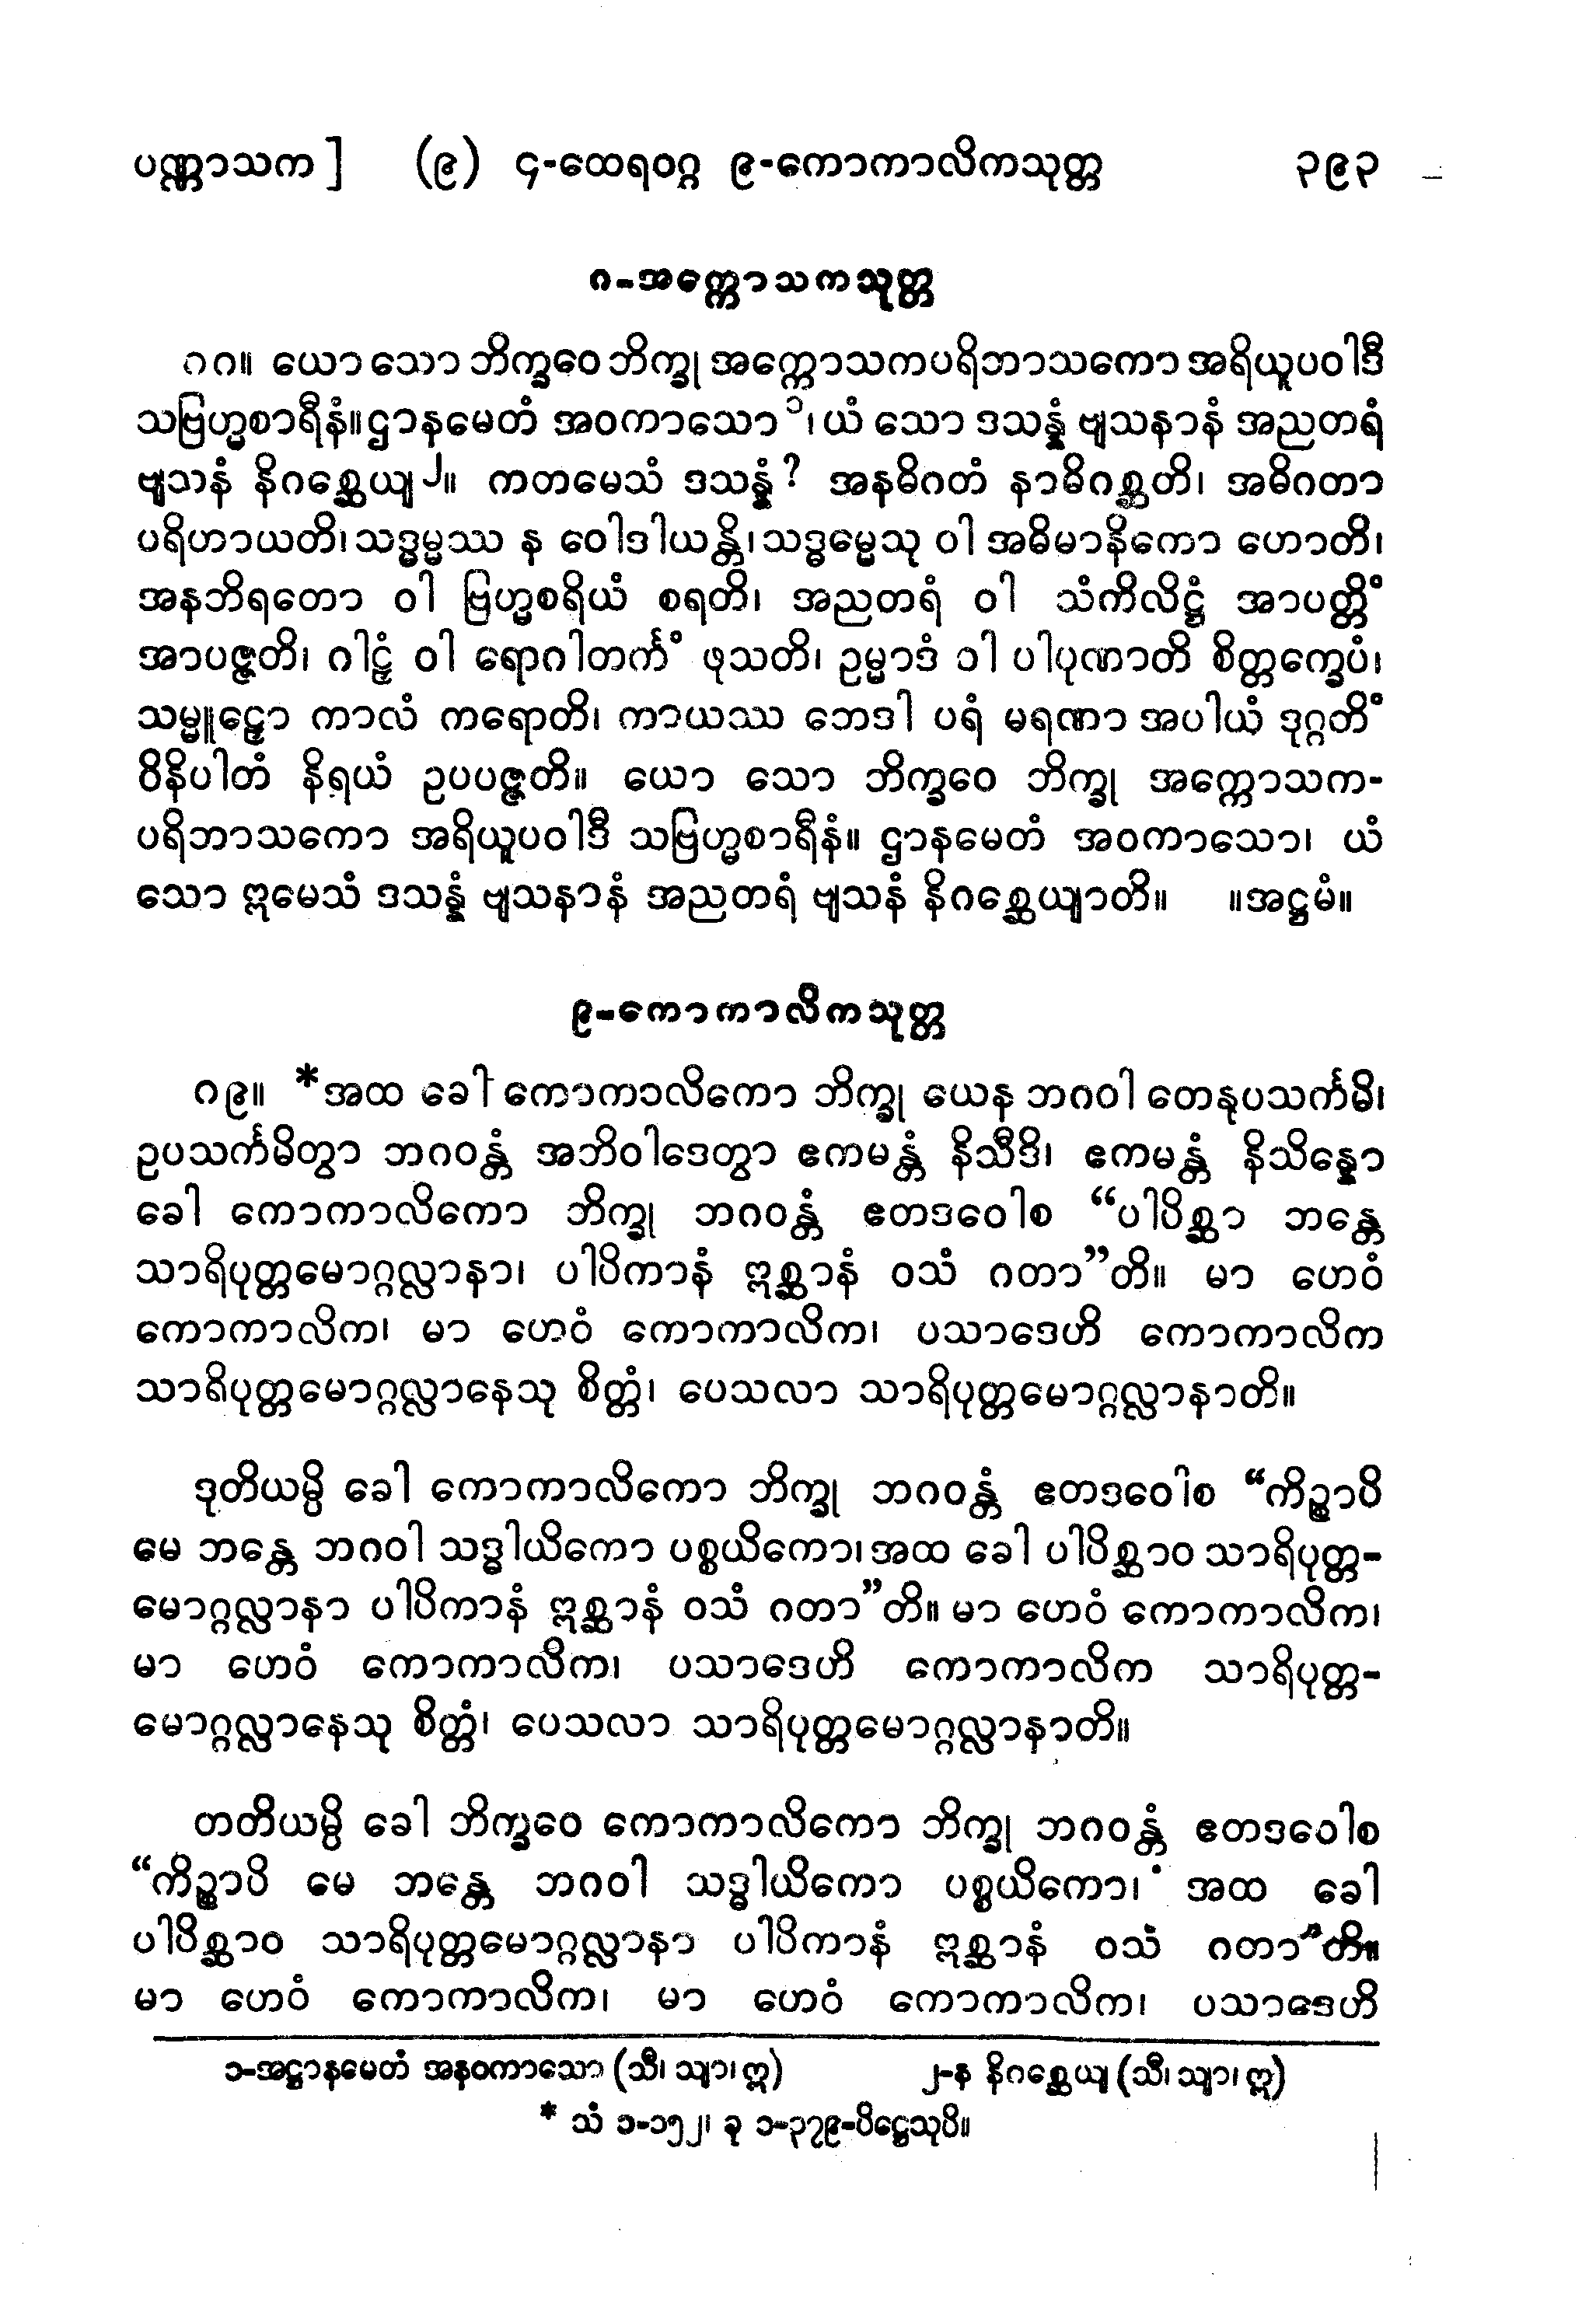 ပဏ္ဏာသက] (၉) ၄-ထေရဝဂ္ဂ ၉-ကောကာလိကသုတ္တ ၃၉၃
၈-အက္ကောသကသုတ္တ
၈၈။ ယော သော ဘိက္ခဝေ ဘိက္ခု အက္ကောသကပရိဘာသကော အရိယူပဝါဒီ
သဗြဟ္မစာရီနံ။ ဌာနမေတံ အဝကာသော ၁၊ ယံ သော ဒသန္နံ ဗျသနာနံ အညတရံ
ဗျသနံ နိဂစ္ဆေယျ ၂။ ကတမေသံ ဒသန္နံ? အနဓိဂတံ နာဓိဂစ္ဆတိ၊ အဓိဂတာ
ပရိဟာယတိ၊ သဒ္ဓမ္မဿ န ဝေါဒါယန္တိ၊ သဒ္ဓမ္မေသု ဝါ အဓိမာနိကော ဟောတိ၊
အနဘိရတော ဝါ ဗြဟ္မစရိယံ စရတိ၊ အညတရံ ဝါ သံကိလိဋ္ဌံ အာပတ္တိံ
အာပဇ္ဇတိ၊ ဂါဠှံ ဝါ ရောဂါတင်္ကံ ဖုသတိ၊ ဥမ္မာဒံ ဝါ ပါပုဏာတိ စိတ္တက္ခေပံ၊
သမ္မူဠှော ကာလံ ကရောတိ၊ ကာယဿ ဘေဒါ ပရံ မရဏာ အပါယံ ဒုဂ္ဂတိံ
ဝိနိပါတံ နိရယံ ဥပပဇ္ဇတိ။ ယော သော ဘိက္ခဝေ ဘိက္ခု အက္ကောသက-
ပရိဘာသကော အရိယူပဝါဒီ သဗြဟ္မစာရီနံ။ ဌာနမေတံ အဝကာသော၊ ယံ
သော ဣမေသံ ဒသန္နံ ဗျသနာနံ အညတရံ ဗျသနံ နိဂစ္ဆေယျာတိ။ ။အဋ္ဌမံ။
၉-ကောကာလိကသုတ္တ
၈၉။ *အထ ခေါ ကောကာလိကော ဘိက္ခု ယေန ဘဂဝါ တေနုပသင်္ကမိ၊
ဥပသင်္ကမိတွာ ဘဂဝန္တံ အဘိဝါဒေတွာ ဧကမန္တံ နိသီဒိ၊ ဧကမန္တံ နိသိန္နော
ခေါ ကောကာလိကော ဘိက္ခု ဘဂဝန္တံ ဧတဒဝေါစ “ပါပိစ္ဆာ ဘန္တေ
သာရိပုတ္တမောဂ္ဂလ္လာနာ၊ ပါပိကာနံ ဣစ္ဆာနံ ဝသံ ဂတာ”တိ။ မာ ဟေဝံ
ကောကာလိက၊ မာ ဟေဝံ ကောကာလိက၊ ပသာဒေဟိ ကောကာလိက
သာရိပုတ္တမောဂ္ဂလ္လာနေသု စိတ္တံ၊ ပေသလာ သာရိပုတ္တမောဂ္ဂလ္လာနာတိ။
ဒုတိယမ္ပိ ခေါ ကောကာလိကော ဘိက္ခု ဘဂဝန္တံ ဧတဒဝေါစ “ကိဉ္စာပိ
မေ ဘန္တေ ဘဂဝါ သဒ္ဓါယိကော ပစ္စယိကော၊ အထ ခေါ ပါပိစ္ဆာဝ သာရိပုတ္တ-
မောဂ္ဂလ္လာနာ ပါပိကာနံ ဣစ္ဆာနံ ဝသံ ဂတာ”တိ။ မာ ဟေဝံ ကောကာလိက၊
မာ ဟေဝံ ကောကာလိက၊ ပသာဒေဟိ ကောကာလိက သာရိပုတ္တ-
မောဂ္ဂလ္လာနေသု စိတ္တံ၊ ပေသလာ သာရိပုတ္တမောဂ္ဂလ္လာနာတိ။
တတိယမ္ပိ ခေါ ဘိက္ခဝေ ကောကာလိကော ဘိက္ခု ဘဂဝန္တံ ဧတဒဝေါစ
“ကိဉ္စာပိ မေ ဘန္တေ ဘဂဝါ သဒ္ဓါယိကော ပစ္စယိကော၊ အထ ခေါ
ပါပိစ္ဆာဝ သာရိပုတ္တမောဂ္ဂလ္လာနာ ပါပိကာနံ ဣစ္ဆာနံ ဝသံ ဂတာ”တိ။
မာ ဟေဝံ ကောကာလိက၊ မာ ဟေဝံ ကောကာလိက၊ ပသာဒေဟိ
၁-အဋ္ဌာနမေတံ အနဝကာသော (သီ၊ သျာ၊ ဣ) ၂-န နိဂစ္ဆေယျ (သီ၊ သျာ၊ ဣ)
* သံ ၁-၁၅၂၊ ခု ၁-၃၇၉-ပိဋ္ဌေသုပိ။